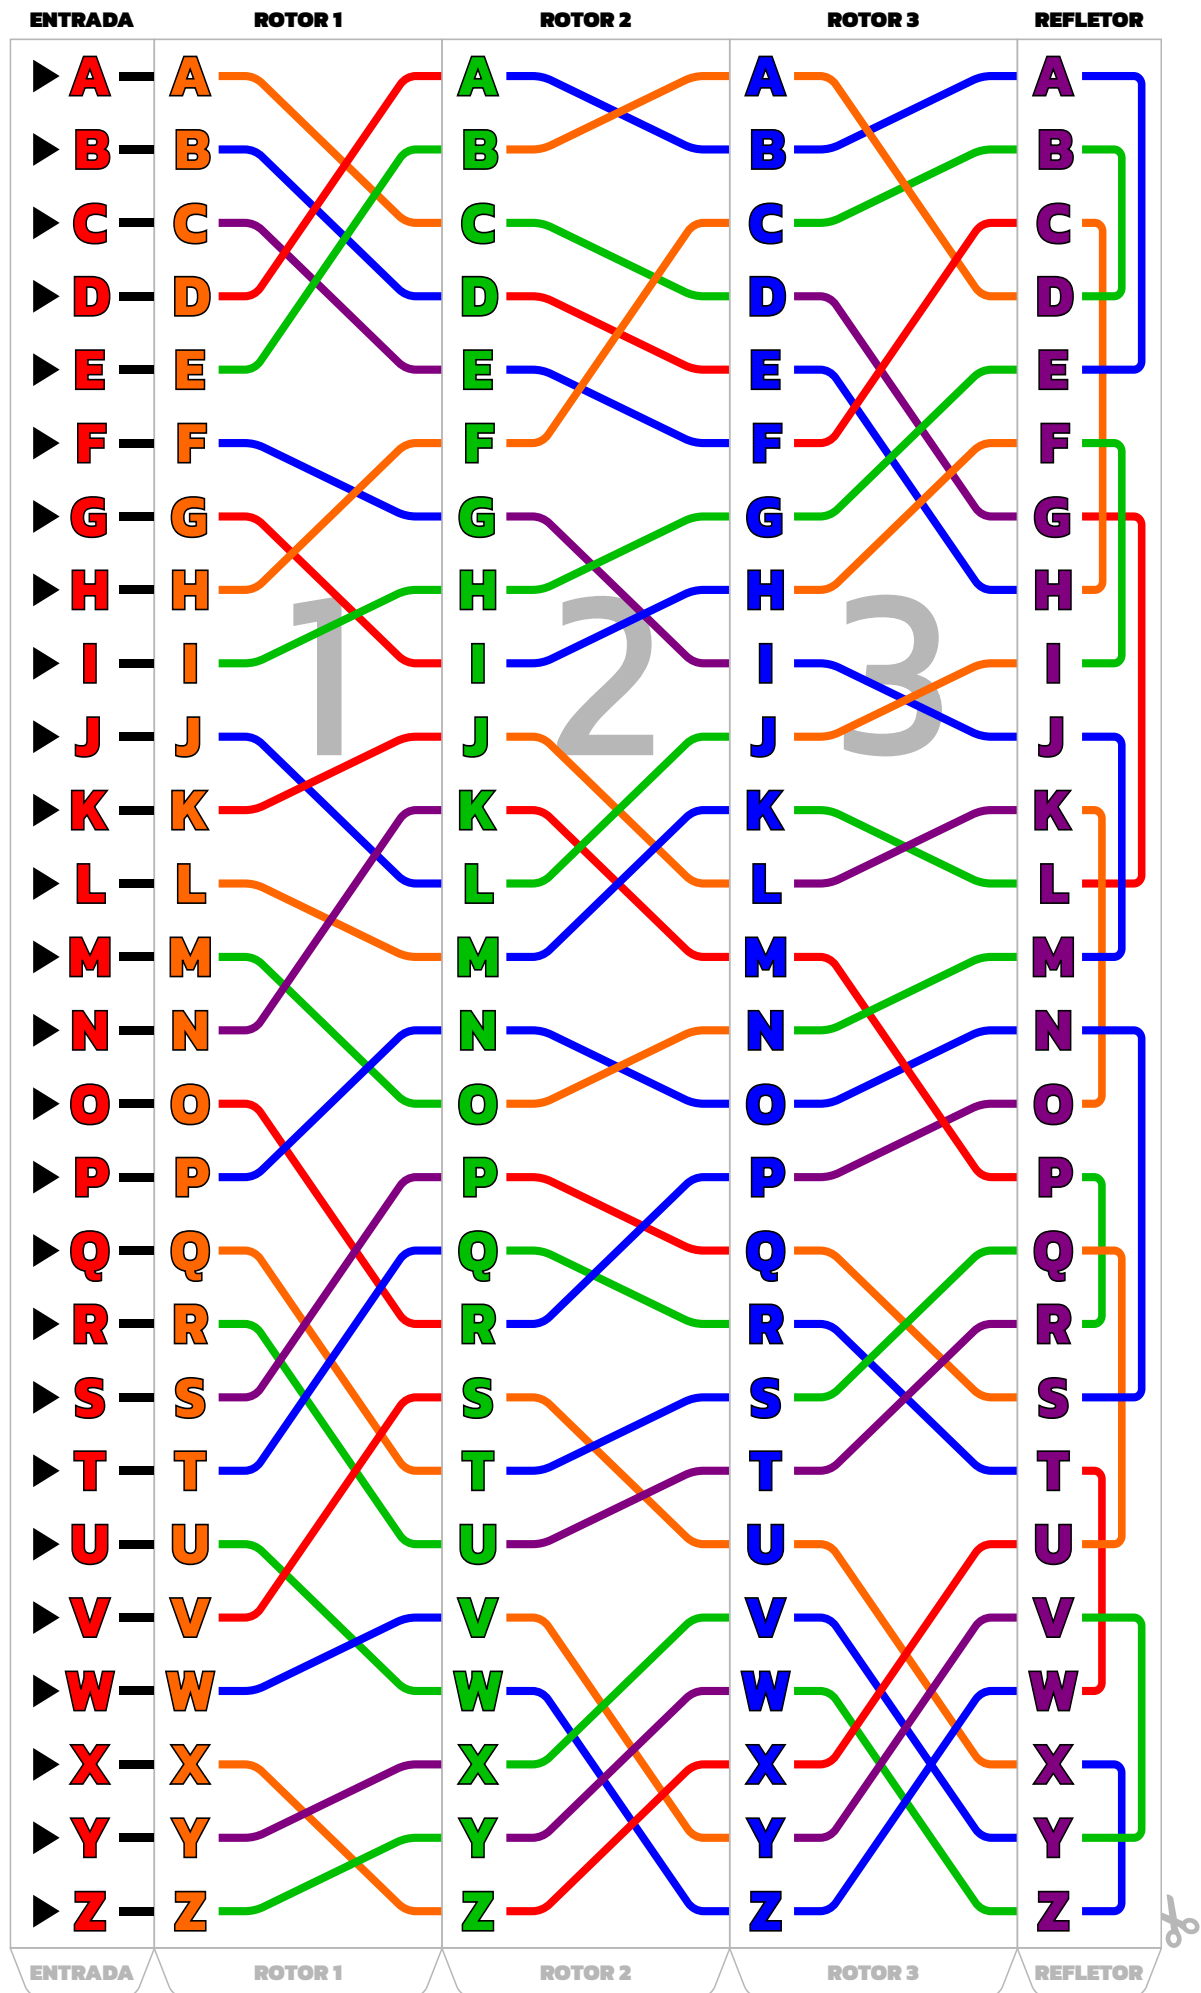 ENTRADA ROTOR 1 ROTOR 2 ROTOR 3 REFLETOR
A A A A A
B B B B B
C C C C C
D D D D D
E E E E E
F F F F F
G G G G G
H H H H H
1 2 3
I I I I I
J J J J J
K K K K K
L L L L L
M M M M M
N N N N N
O O O O O
P P P P P
Q Q Q Q Q
R R R R R
S S S S S
T T T T T
U U U U U
V V V V V
W W W W W
X X X X X
Y Y Y Y Y
Z Z Z Z Z
ENTRADA ROTOR 1 ROTOR 2 ROTOR 3 REFLETOR